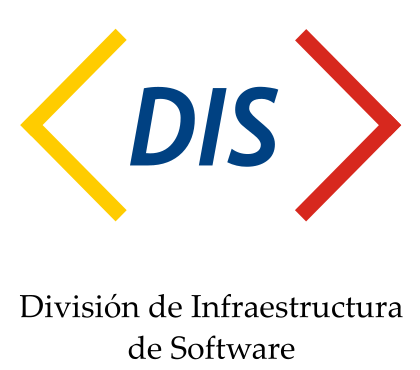 DIS
División de Infraestructura
de Software